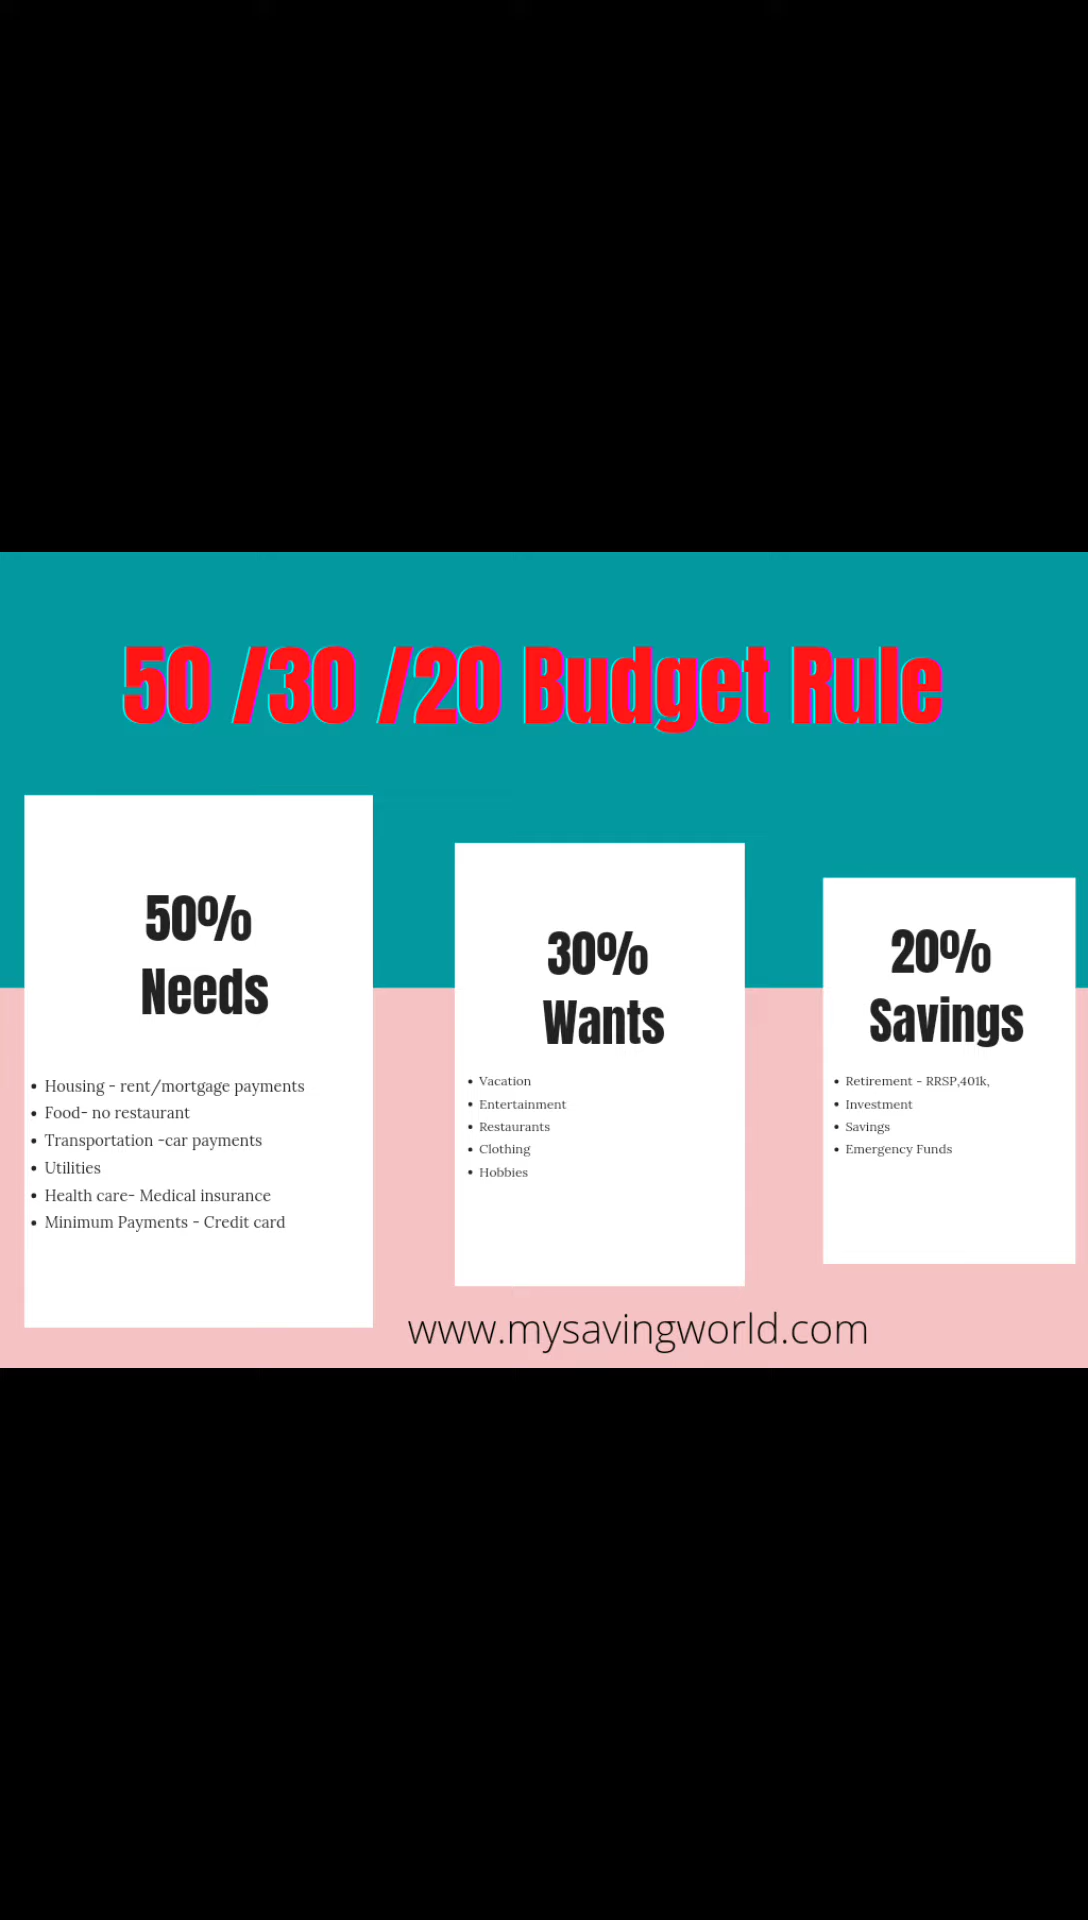 50 /30 /20 Budget Rule
50%
Needs
• Housing - rent/mortgage payments
• Food- no restaurant
• Transportation -car payments
• Utilities
• Health care- Medical insurance
• Minimum Payments - Credit card
30%
Wants
• Vacation
• Entertainment
• Restaurants
• Clothing
• Hobbies
20%
Savings
• Retirement - RRSP,401k,
• Investment
• Savings
• Emergency Funds
www.mysavingworld.com